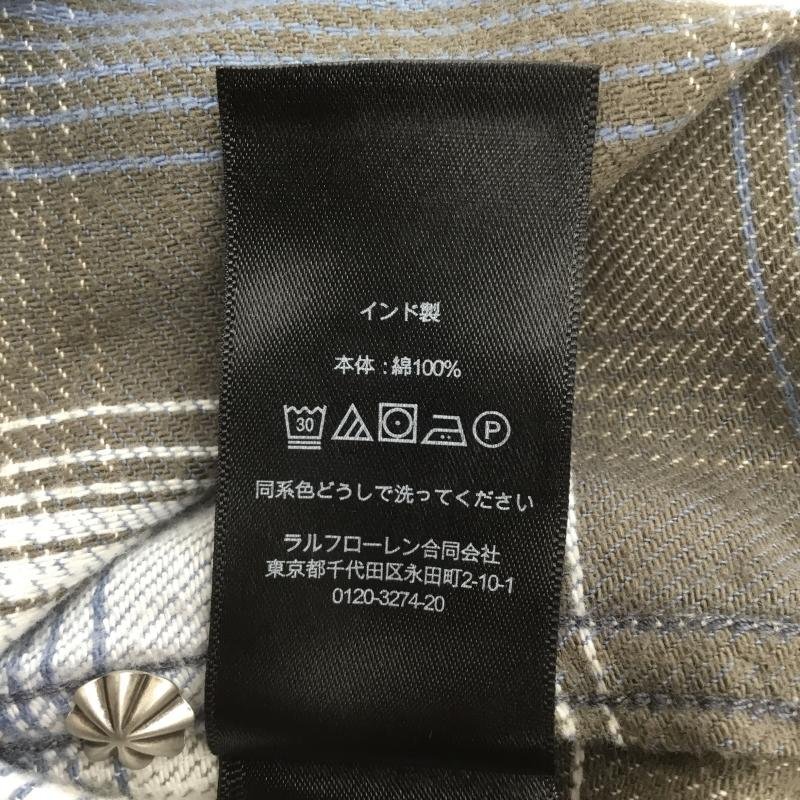 インド製
本体 : 綿100%
30 P
同系色どうしで洗ってください
ラルフローレン合同会社
東京都千代田区永田町2-10-1
0120-3274-20